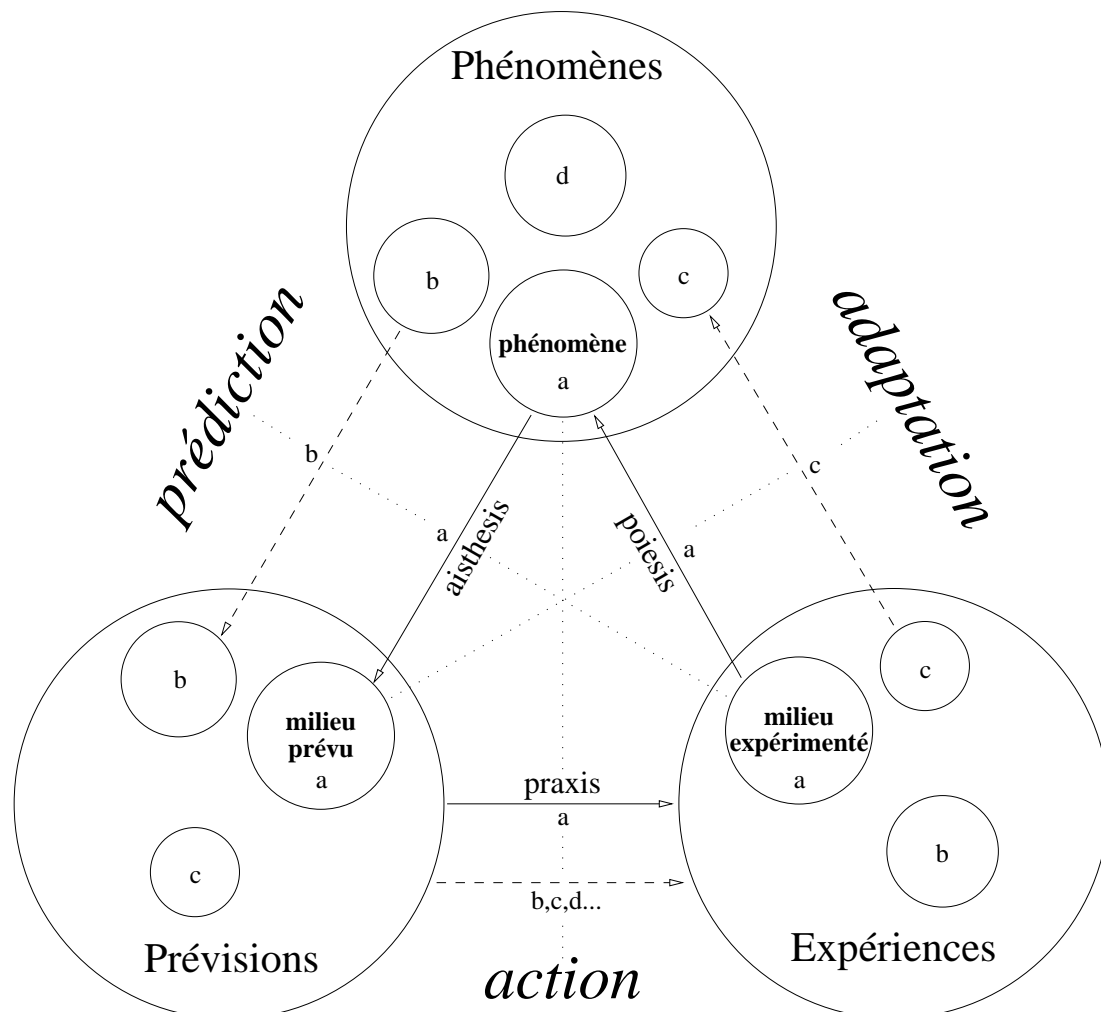 Phénomènes
d
b
c
phénomène
a
prédiction
adaptation
b
c
a
aisthesis
poiesis
a
b
milieu
prévu
a
c
milieu
expérimenté
a
c
b
praxis
a
b,c,d...
Prévisions
Expériences
action